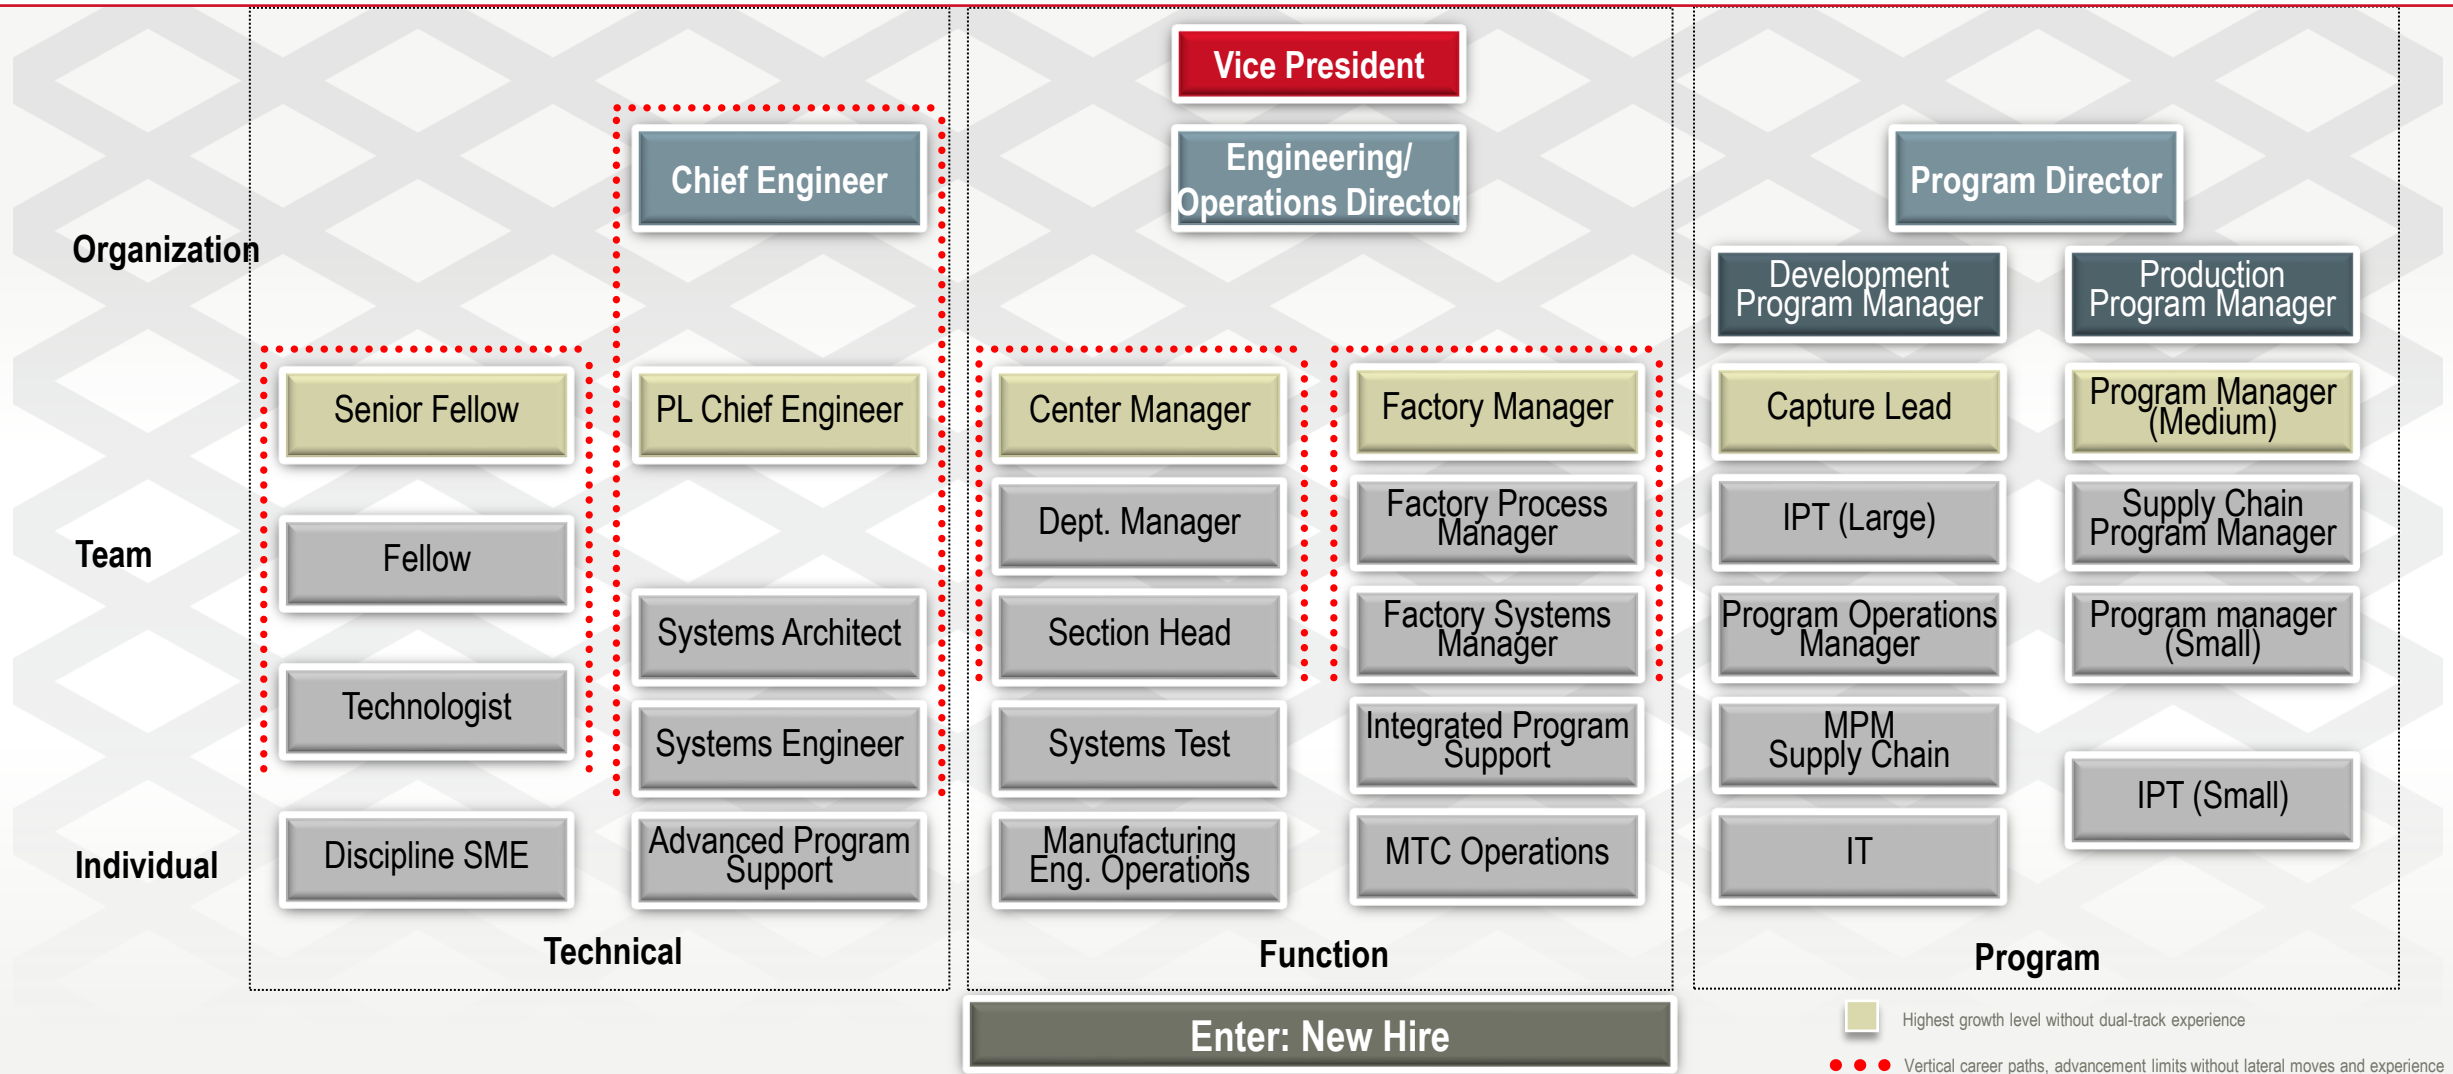 Vice President
Chief Engineer
Engineering/
Operations Director
Program Director
Organization
Development
Program Manager
Production
Program Manager
Senior Fellow
PL Chief Engineer
Center Manager
Factory Manager
Capture Lead
Program Manager
(Medium)
Team
Fellow
Dept. Manager
Factory Process
Manager
IPT (Large)
Supply Chain
Program Manager
Systems Architect
Section Head
Factory Systems
Manager
Program Operations
Manager
Program manager
(Small)
Technologist
Systems Engineer
Systems Test
Integrated Program
Support
MPM
Supply Chain
IPT (Small)
Individual
Discipline SME
Advanced Program
Support
Manufacturing
Eng. Operations
MTC Operations
IT
Technical
Function
Program
Enter: New Hire
Highest growth level without dual-track experience
Vertical career paths, advancement limits without lateral moves and experience